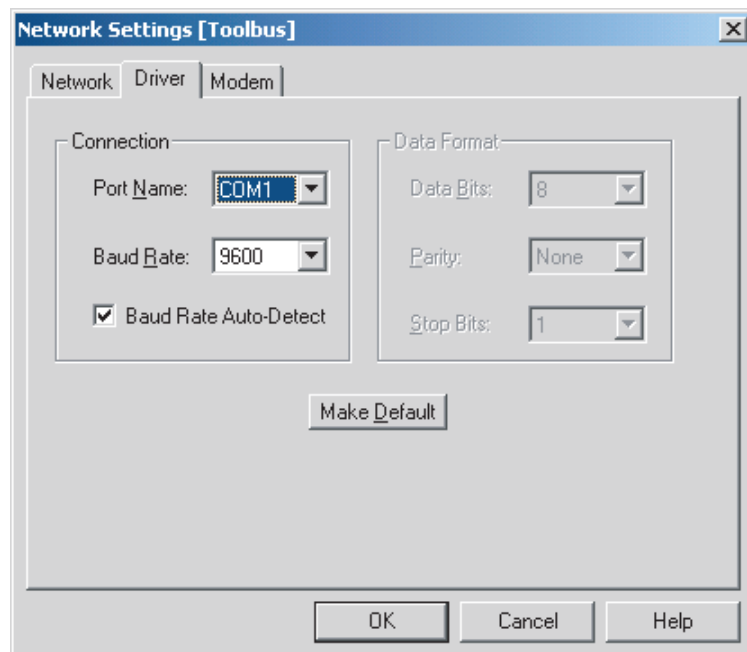 Network Settings [Toolbus]
Network Driver Modem
Connection
Port Name: COM1
Baud Rate: 9600
Baud Rate Auto-Detect
Data Format
Data Bits: 8
Parity: None
Stop Bits: 1
Make Default
OK Cancel Help